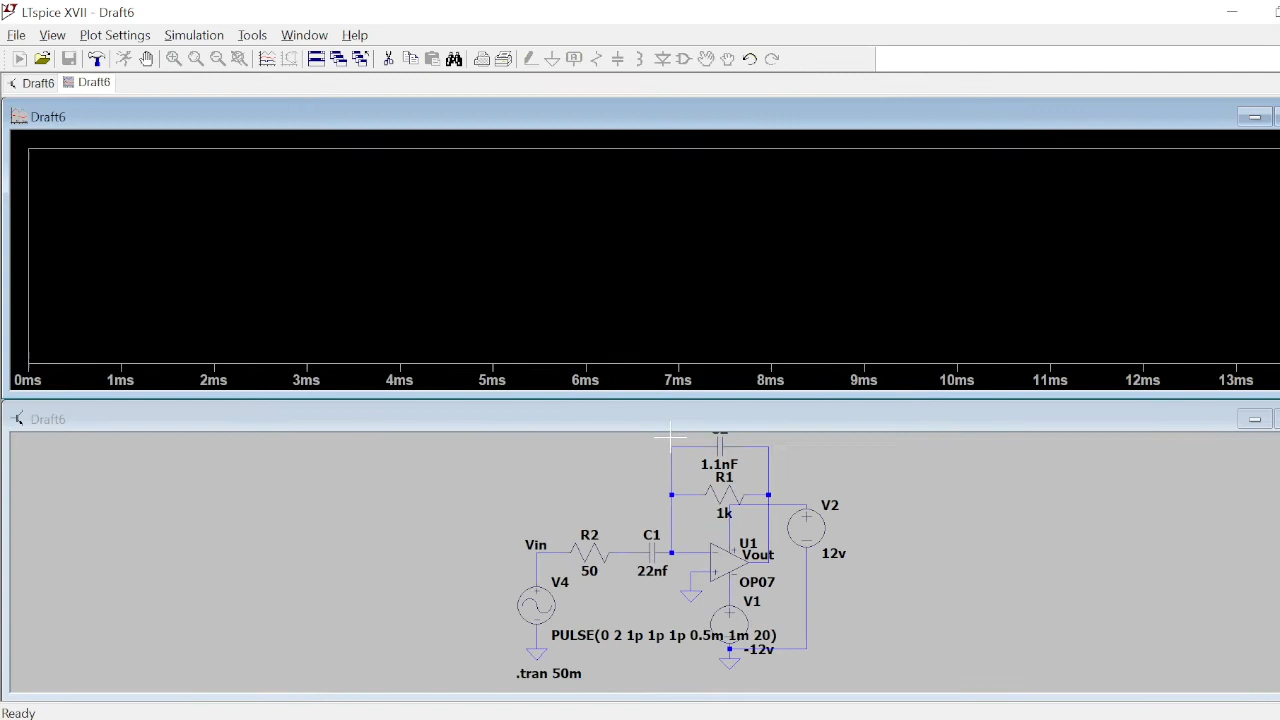 LTspice XVII - Draft6
File View Plot Settings Simulation Tools Window Help
Draft6 Draft6
Draft6
0ms 1ms 2ms 3ms 4ms 5ms 6ms 7ms 8ms 9ms 10ms 11ms 12ms 13ms
Draft6
1.1nF
R1
1k
V2
12v
R2
C1
U1
Vin
Vout
50
22nf
OP07
V4
V1
PULSE(0 2 1p 1p 1p 0.5m 1m 20)
-12v
.tran 50m
Ready